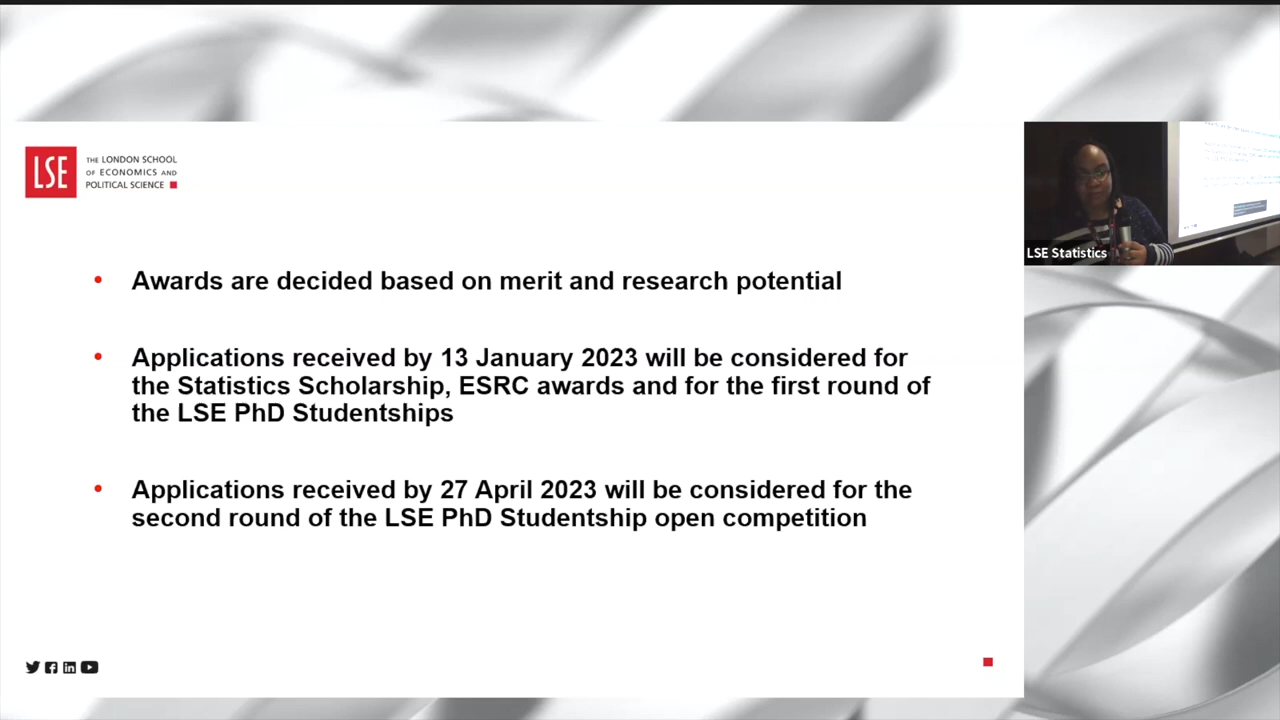 LSE
THE LONDON SCHOOL
OF ECONOMICS AND
POLITICAL SCIENCE
Awards are decided based on merit and research potential
Applications received by 13 January 2023 will be considered for
the Statistics Scholarship, ESRC awards and for the first round of
the LSE PhD Studentships
Applications received by 27 April 2023 will be considered for the
second round of the LSE PhD Studentship open competition
LSE Statistics